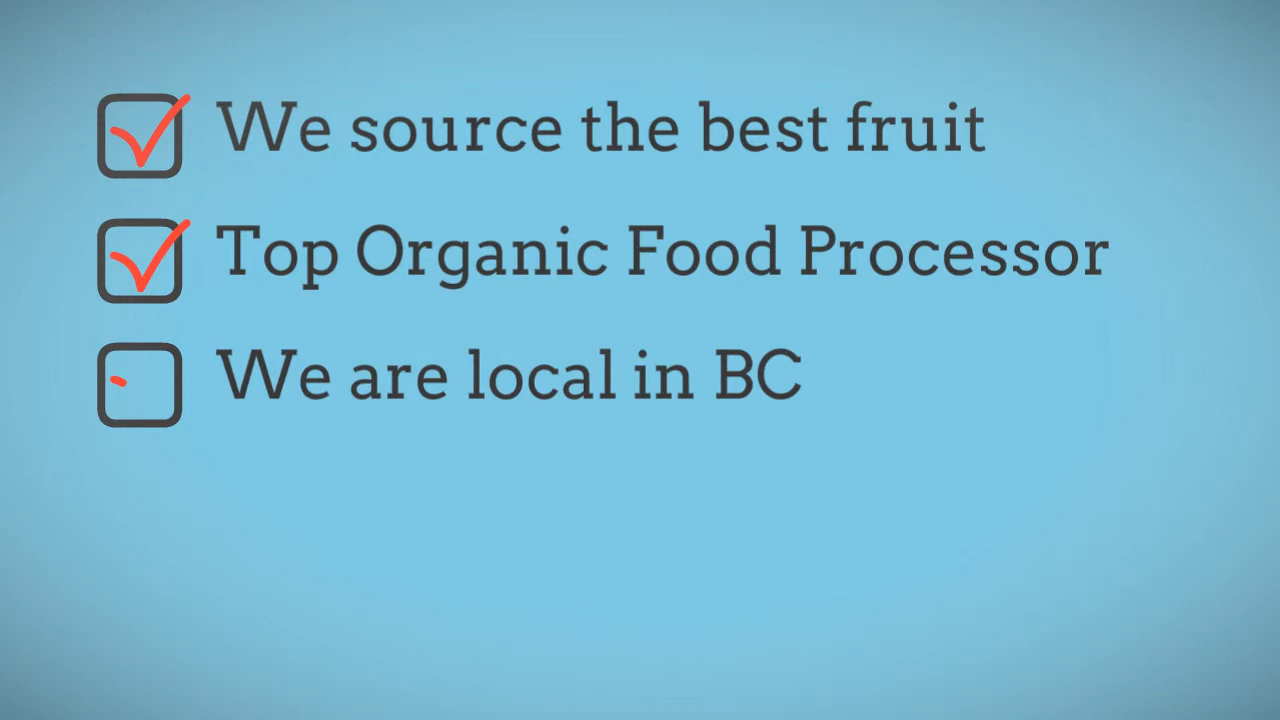 We source the best fruit
Top Organic Food Processor
We are local in BC